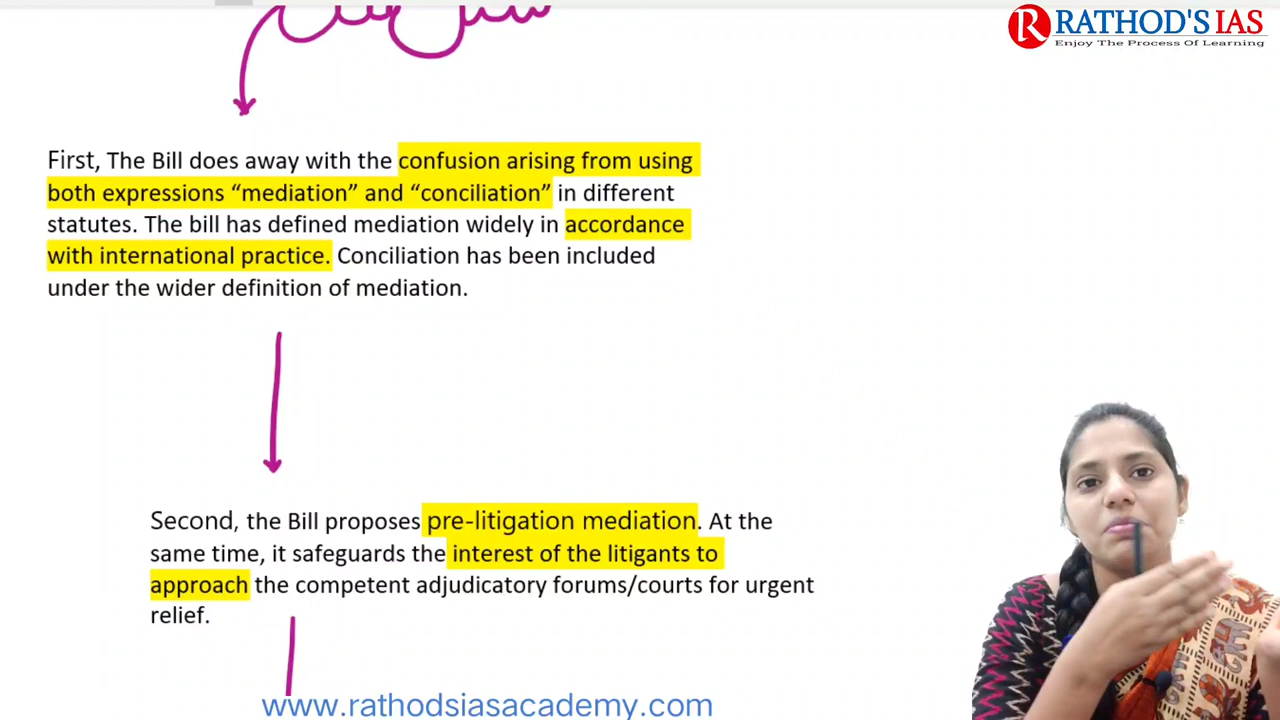 RATHOD'S IAS
Enjoy The Process Of Learning
First, The Bill does away with the confusion arising from using
both expressions “mediation” and “conciliation” in different
statutes. The bill has defined mediation widely in accordance
with international practice. Conciliation has been included
under the wider definition of mediation.
Second, the Bill proposes pre-litigation mediation. At the
same time, it safeguards the interest of the litigants to
approach the competent adjudicatory forums/courts for urgent
relief.
www.rathodsiasacademy.com